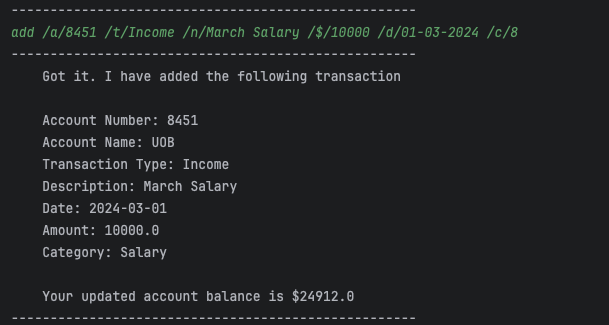 ----------------------------------------------------
add /a/8451 /t/Income /n/March Salary /$/10000 /d/01-03-2024 /c/8
----------------------------------------------------
Got it. I have added the following transaction
Account Number: 8451
Account Name: UOB
Transaction Type: Income
Description: March Salary
Date: 2024-03-01
Amount: 10000.0
Category: Salary
Your updated account balance is $24912.0
----------------------------------------------------